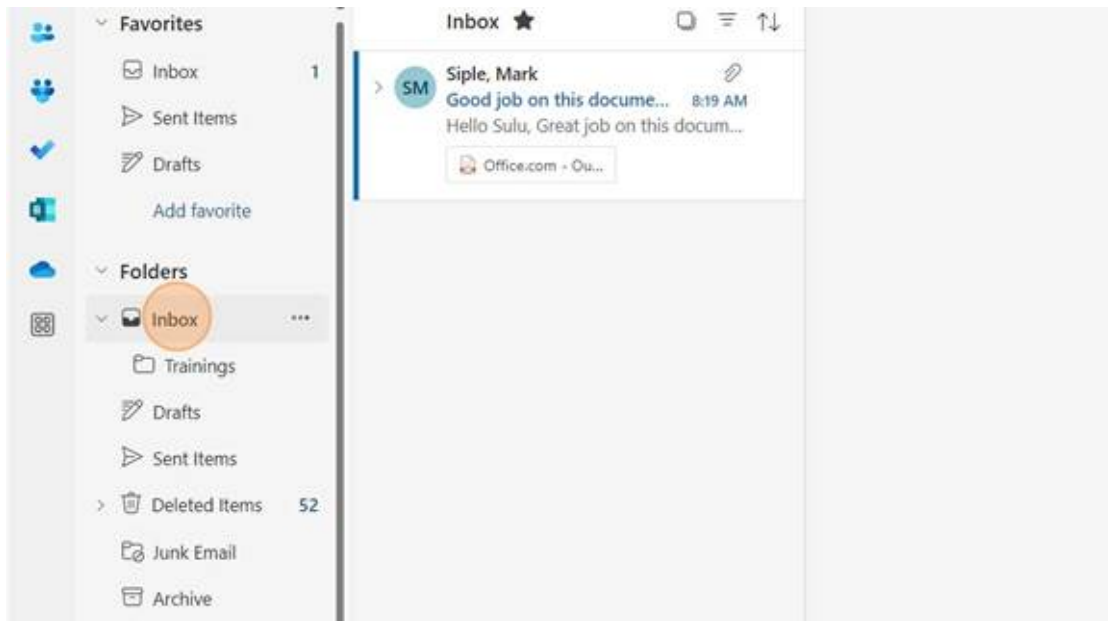 Favorites
Inbox 1
Sent Items
Drafts
Add favorite
Folders
Inbox ...
Trainings
Drafts
Sent Items
Deleted Items 52
Junk Email
Archive
Inbox
SM
Siple, Mark
Good job on this docume... 8:19 AM
Hello Sulu, Great job on this docum...
Office.com - Ou...